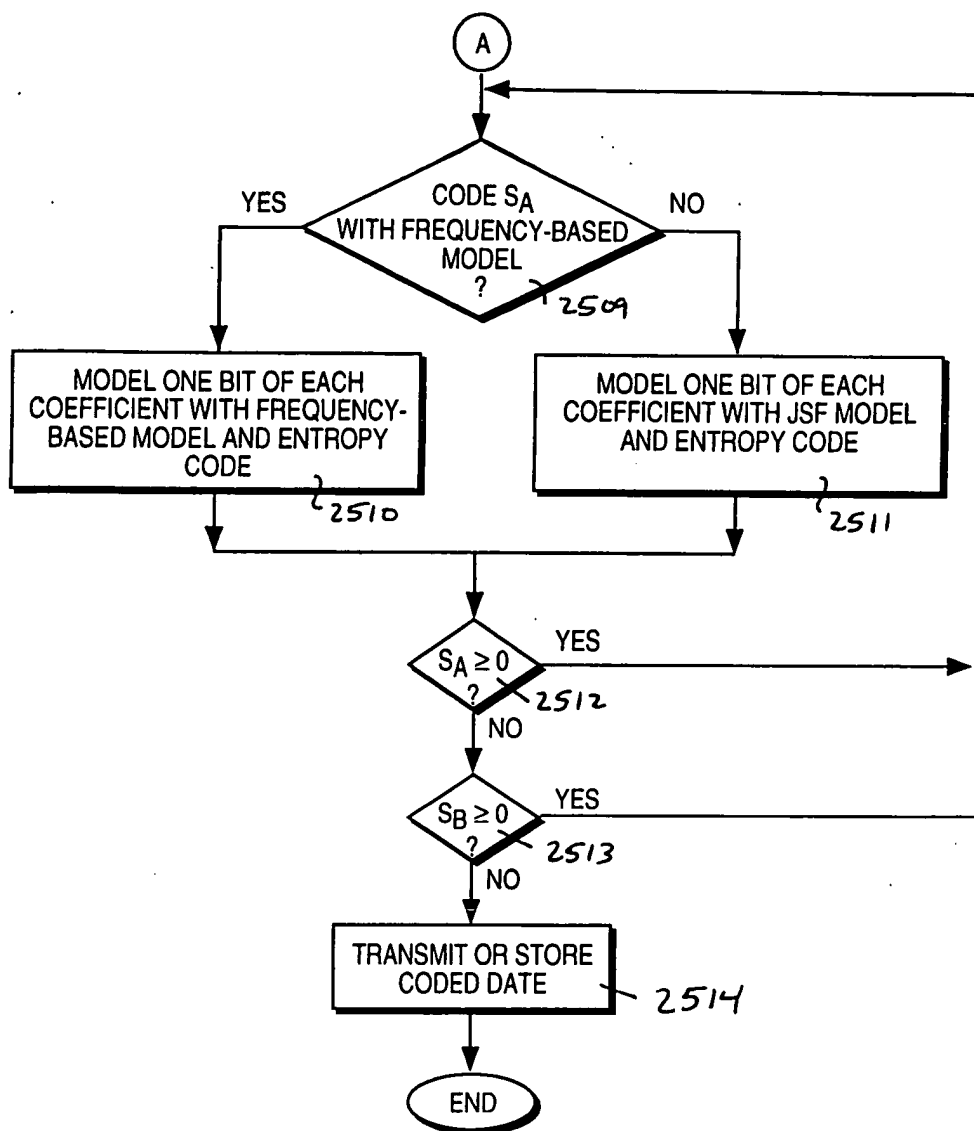 A
CODE SA
WITH FREQUENCY-BASED
MODEL
?
2509
YES
NO
MODEL ONE BIT OF EACH
COEFFICIENT WITH FREQUENCY-
BASED MODEL AND ENTROPY
CODE
2510
MODEL ONE BIT OF EACH
COEFFICIENT WITH JSF MODEL
AND ENTROPY CODE
2511
SA ≥ 0
?
2512
YES
NO
SB ≥ 0
?
2513
YES
NO
TRANSMIT OR STORE
CODED DATE
2514
END